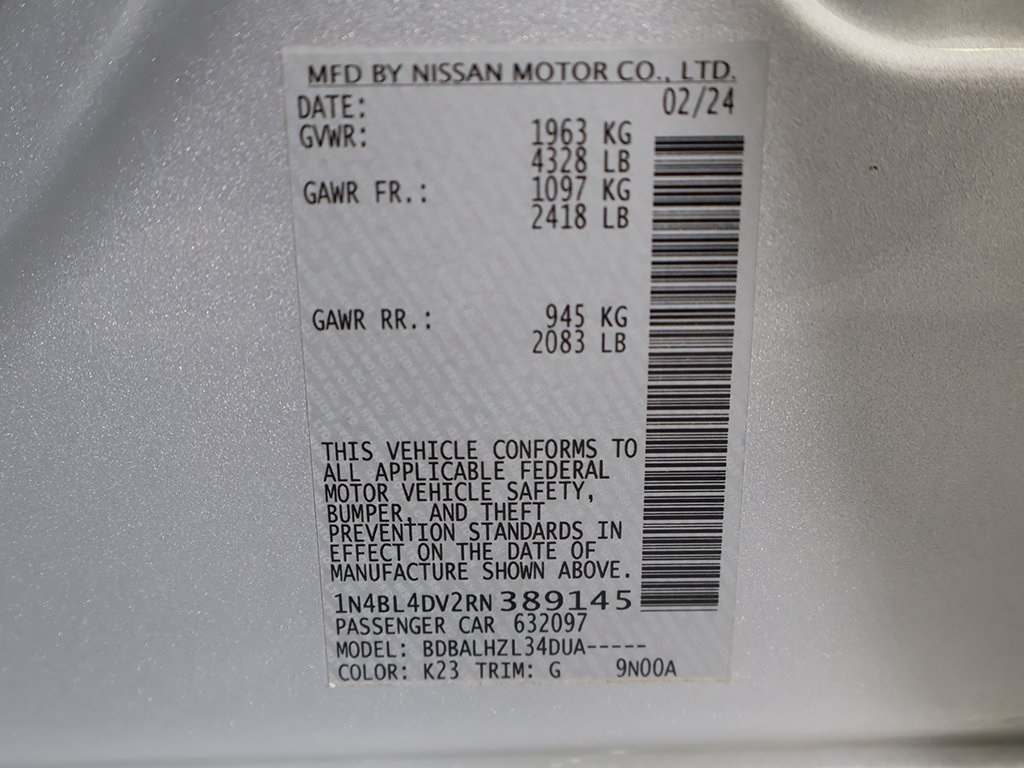 MFD BY NISSAN MOTOR CO., LTD.
DATE: 02/24
GVWR: 1963 KG
4328 LB
GAWR FR.: 1097 KG
2418 LB
GAWR RR.: 945 KG
2083 LB
THIS VEHICLE CONFORMS TO
ALL APPLICABLE FEDERAL
MOTOR VEHICLE SAFETY,
BUMPER, AND THEFT
PREVENTION STANDARDS IN
EFFECT ON THE DATE OF
MANUFACTURE SHOWN ABOVE.
1N4BL4DV2RN389145
PASSENGER CAR 632097
MODEL: BDBALHZL34DUA-----
COLOR: K23 TRIM: G 9N00A